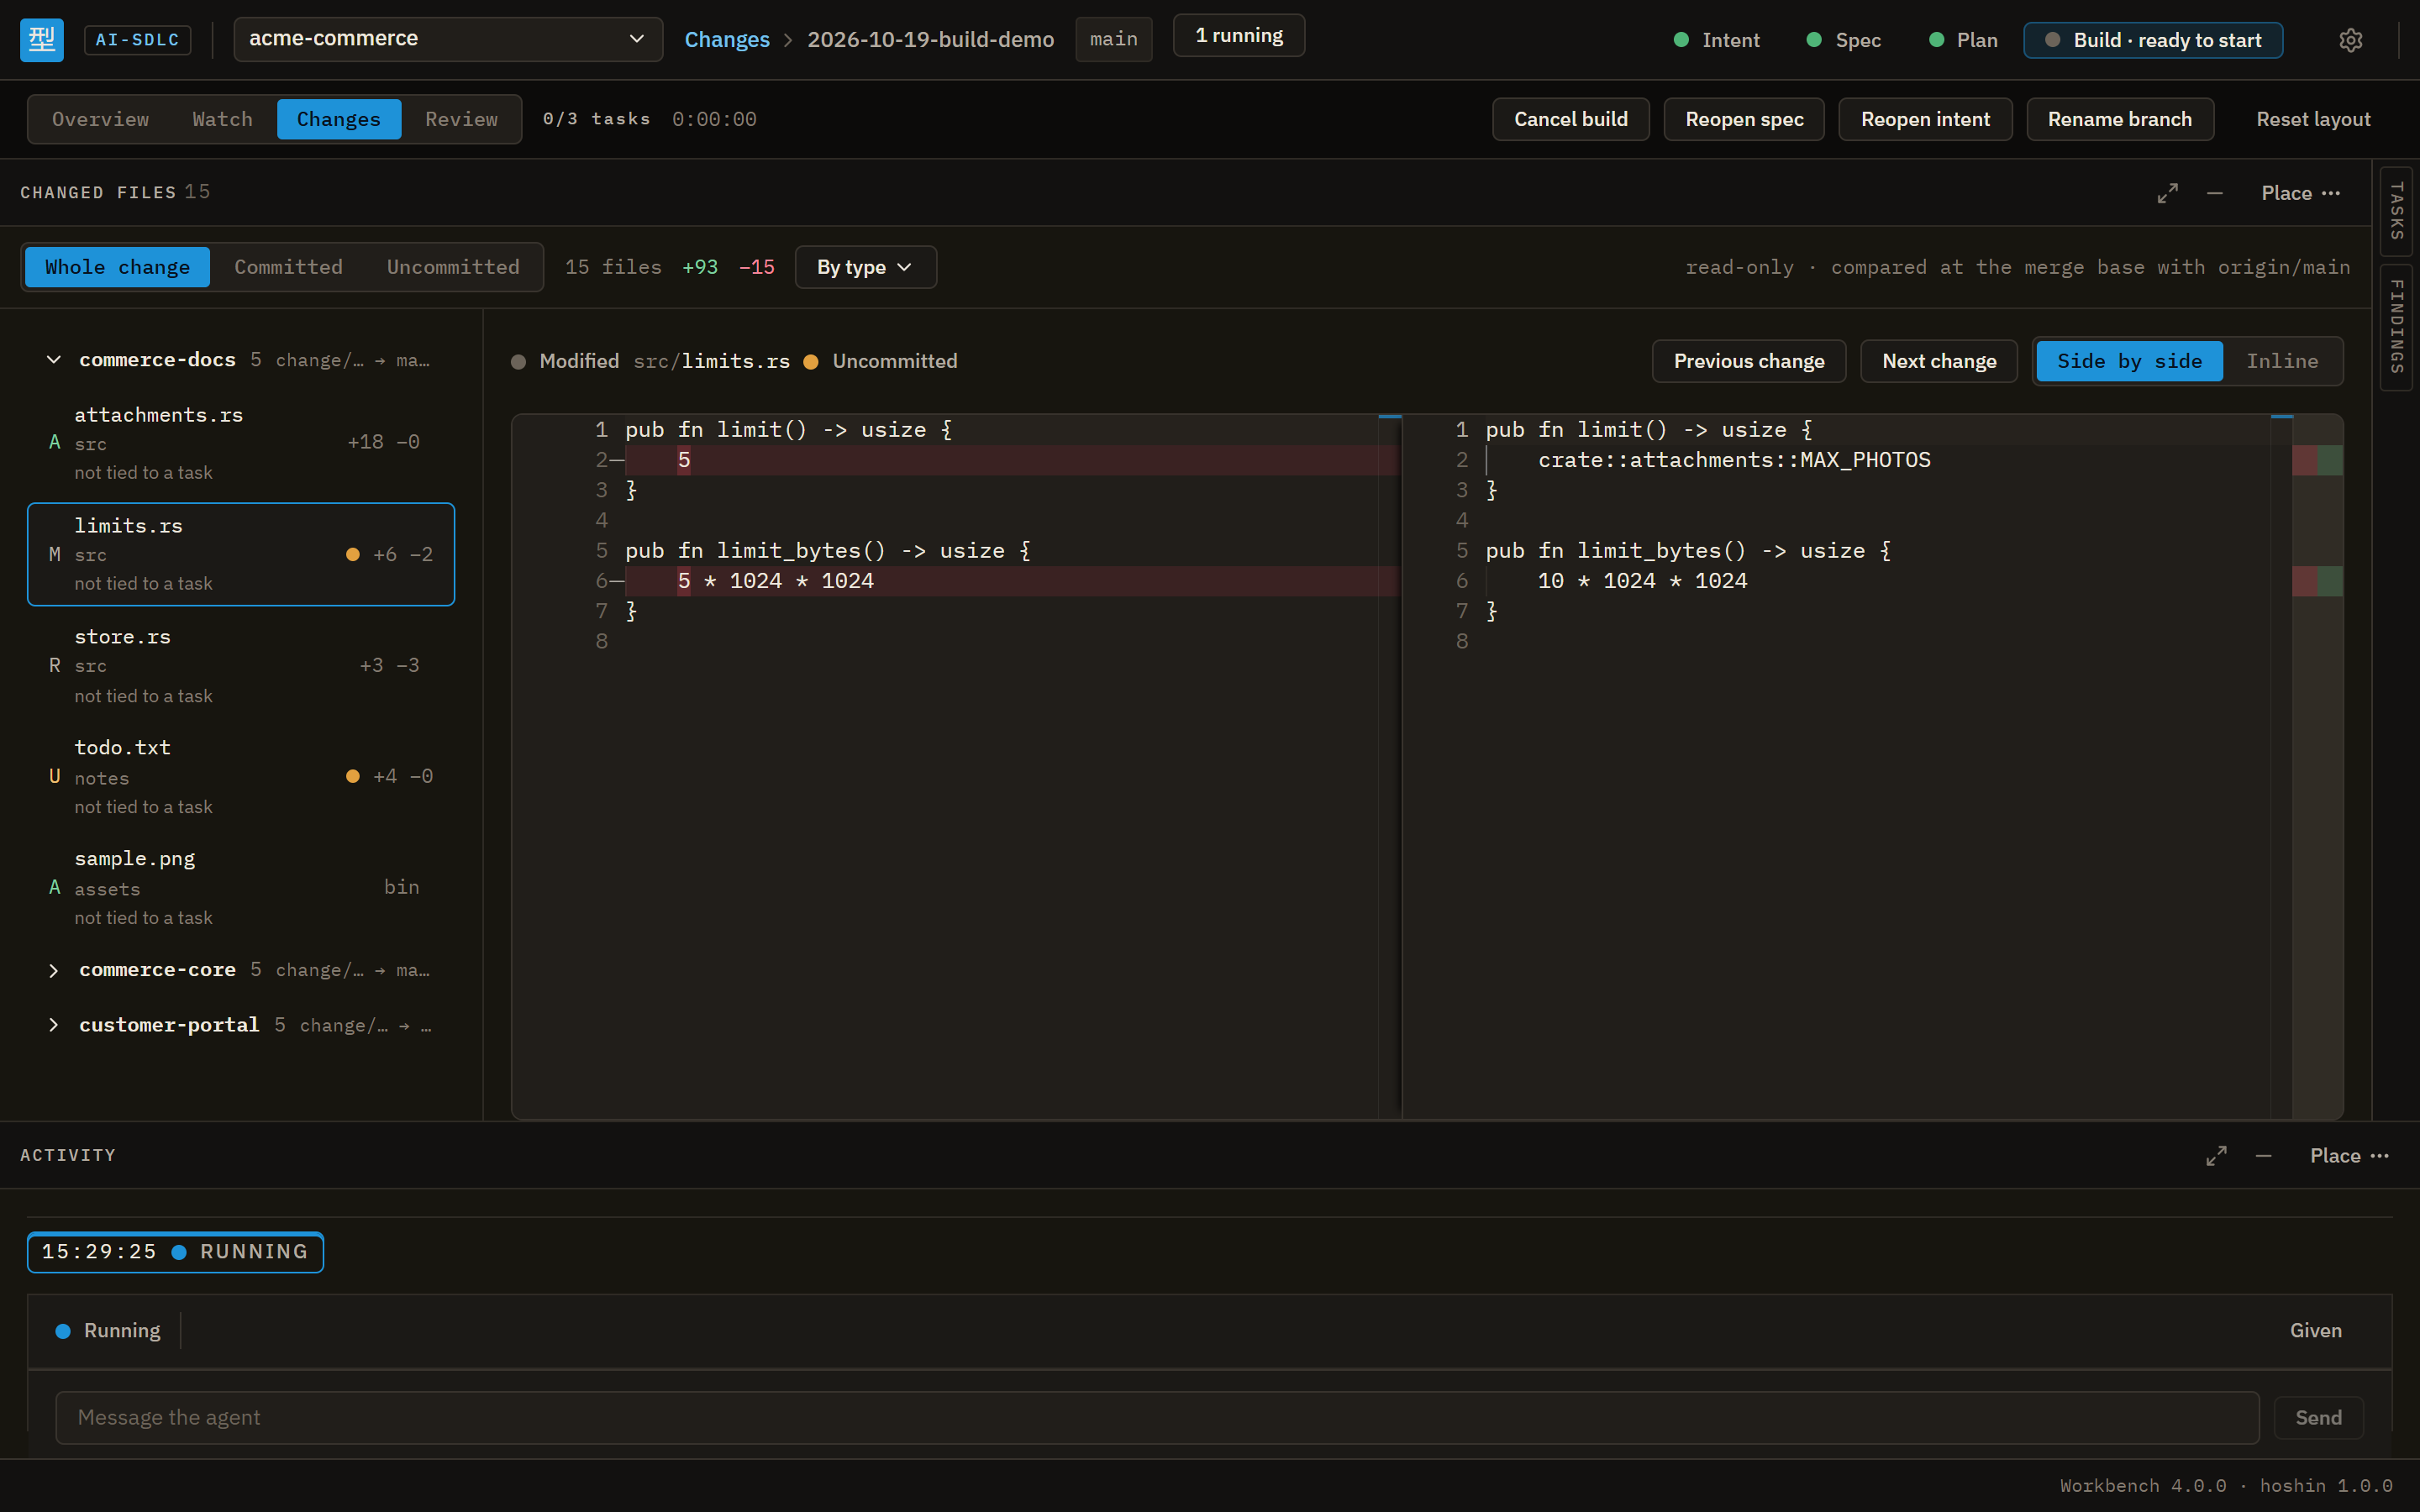 型 AI-SDLC acme-commerce Changes > 2026-10-19-build-demo main 1 running Intent Spec Plan Build · ready to start
Overview Watch Changes Review 0/3 tasks 0:00:00 Cancel build Reopen spec Reopen intent Rename branch Reset layout
CHANGED FILES 15 Place ···
TASKS
FINDINGS
Whole change Committed Uncommitted 15 files +93 −15 By type read-only · compared at the merge base with origin/main
commerce-docs 5 change/… → ma…
attachments.rs
A src +18 −0
not tied to a task
limits.rs
M src +6 −2
not tied to a task
store.rs
R src +3 −3
not tied to a task
todo.txt
U notes +4 −0
not tied to a task
sample.png
A assets bin
not tied to a task
commerce-core 5 change/… → ma…
customer-portal 5 change/… → …
Modified src/limits.rs Uncommitted Previous change Next change Side by side Inline
1 pub fn limit() -> usize {
2— 5
3 }
4
5 pub fn limit_bytes() -> usize {
6— 5 * 1024 * 1024
7 }
8
1 pub fn limit() -> usize {
2 crate::attachments::MAX_PHOTOS
3 }
4
5 pub fn limit_bytes() -> usize {
6 10 * 1024 * 1024
7 }
8
ACTIVITY Place ···
15:29:25 RUNNING
Running Given
Message the agent Send
Workbench 4.0.0 · hoshin 1.0.0